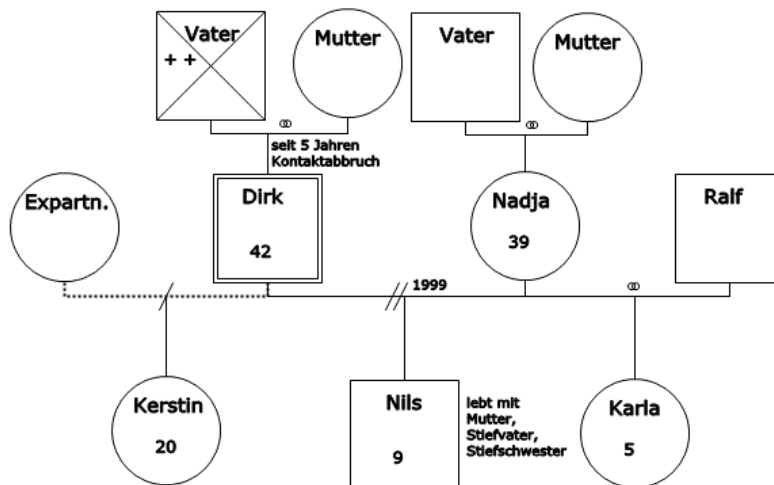 Vater
Mutter
Vater
Mutter
+ +
seit 5 Jahren
Kontaktabbruch
Expartn.
Dirk
42
Nadja
39
Ralf
1999
Kerstin
20
Nils
9
lebt mit
Mutter,
Stiefvater,
Stiefschwester
Karla
5